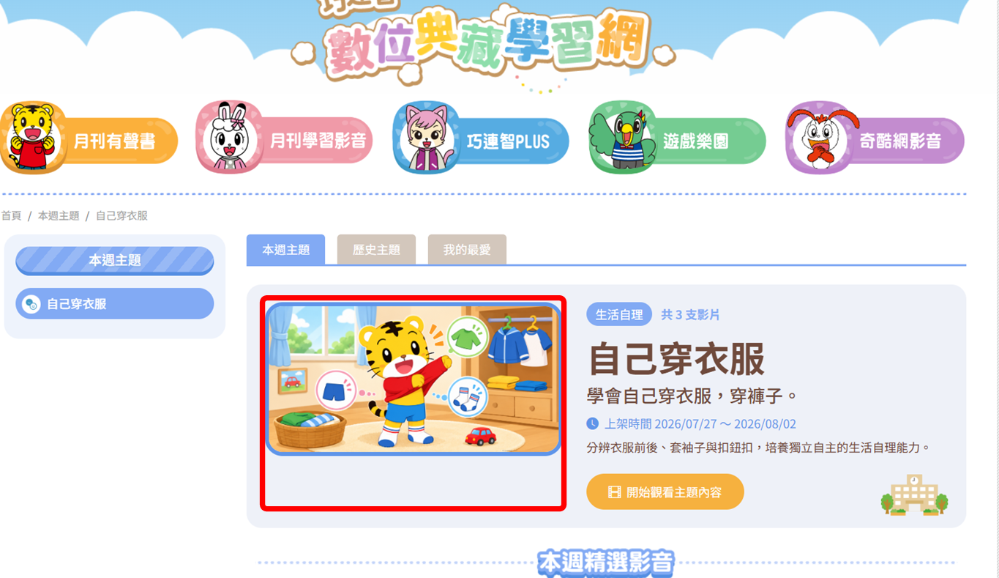 巧連智
數位典藏學習網
月刊有聲書
月刊學習影音
巧連智PLUS
遊戲樂園
奇酷網影音
首頁 / 本週主題 / 自己穿衣服
本週主題
自己穿衣服
本週主題
歷史主題
我的最愛
生活自理
共 3 支影片
自己穿衣服
學會自己穿衣服，穿褲子。
上架時間 2026/07/27 ～ 2026/08/02
分辨衣服前後、套袖子與扣鈕扣，培養獨立自主的生活自理能力。
開始觀看主題內容
本週精選影音